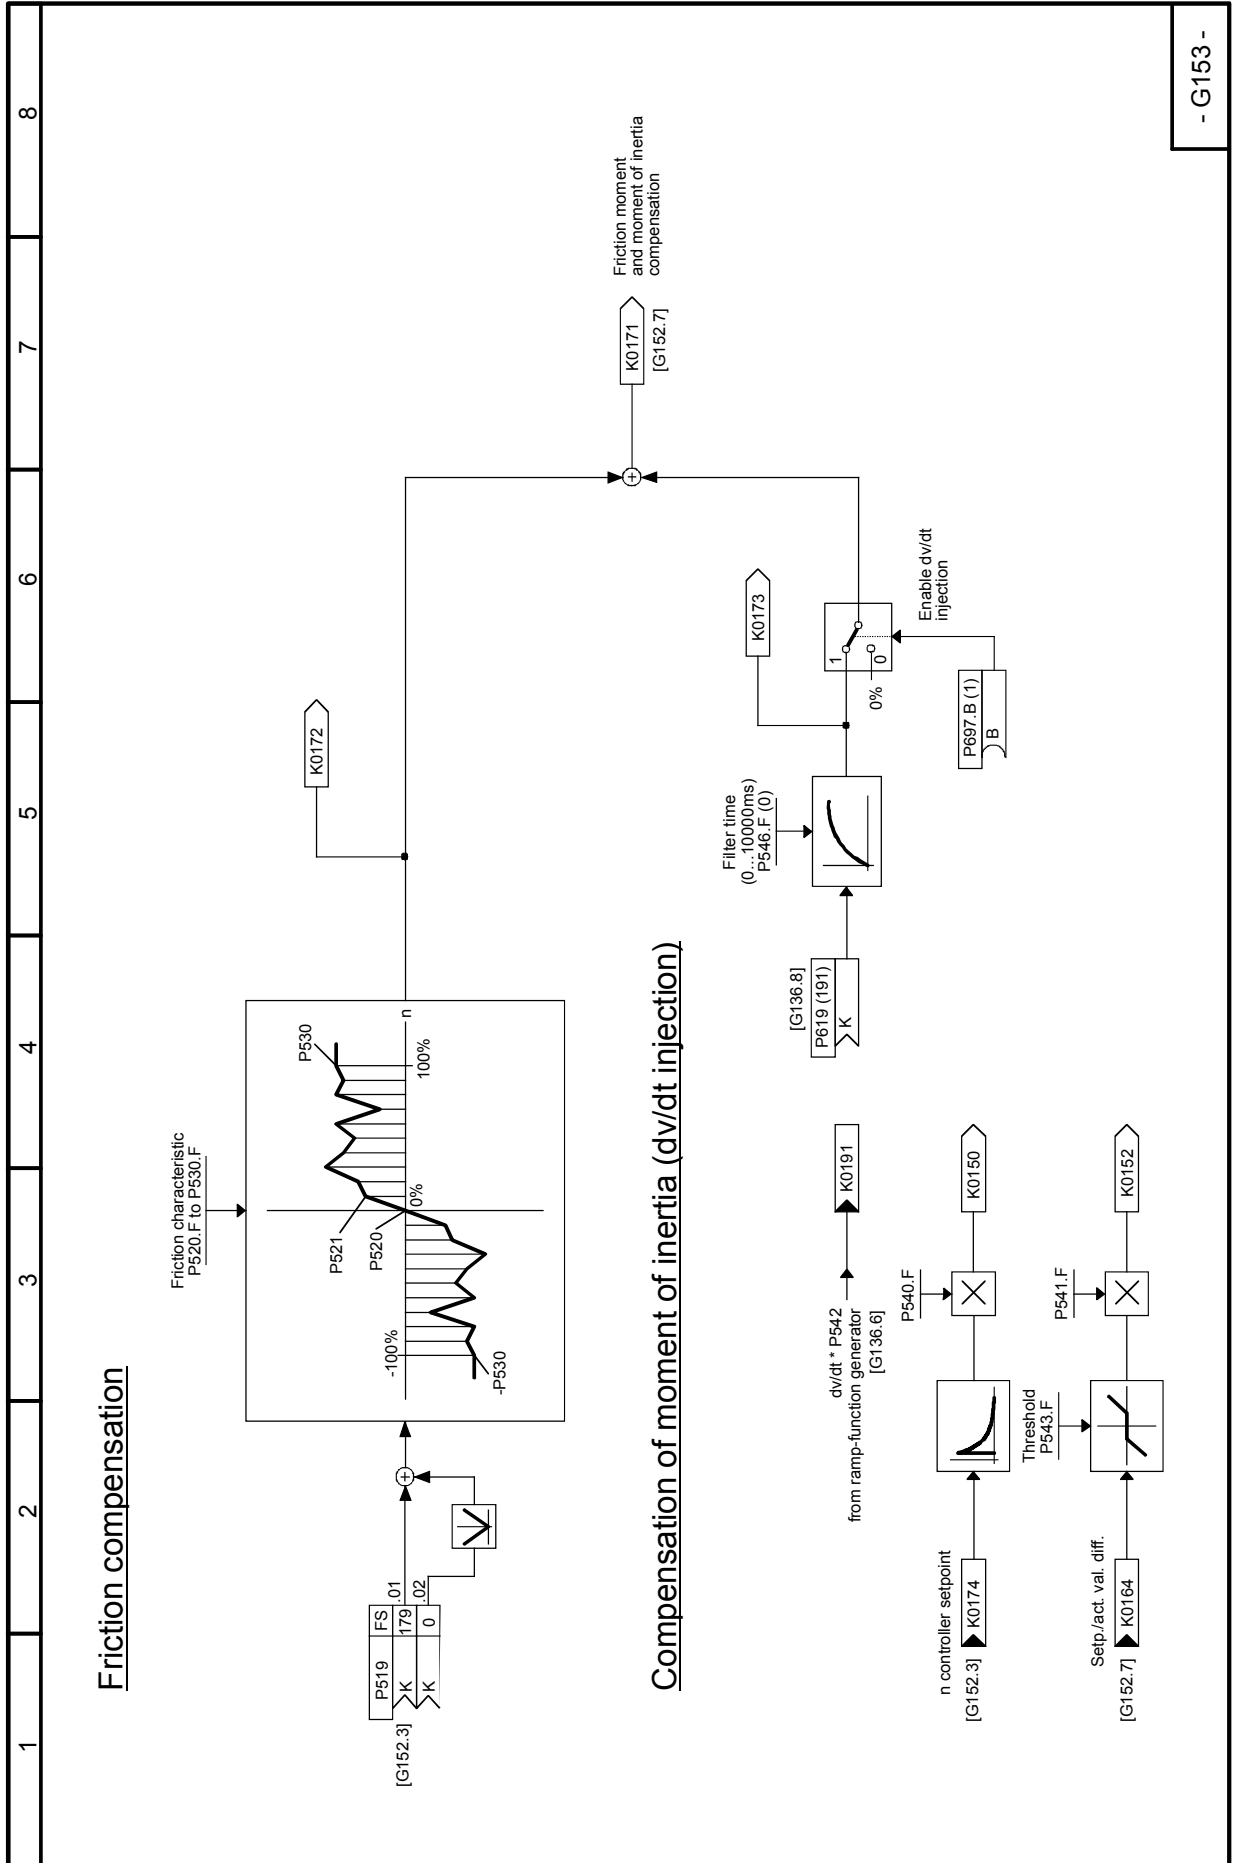 1
2
3
4
5
6
7
8
Friction compensation
Friction characteristic
P520.F to P530.F
P519
FS
K
179
.01
K
0
.02
[G152.3]
-100%
-P530
P521
P520
0%
P530
100%
n
K0172
K0171
[G152.7]
Friction moment
and moment of inertia
compensation
Compensation of moment of inertia (dv/dt injection)
dv/dt * P542
from ramp-function generator
[G136.6]
K0191
[G136.8]
P619 (191)
K
Filter time
(0...10000ms)
P546.F (0)
K0173
1
0
0%
Enable dv/dt
injection
P697.B (1)
B
n controller setpoint
[G152.3]
K0174
P540.F
K0150
Setp./act. val. diff.
[G152.7]
K0164
Threshold
P543.F
P541.F
K0152
- G153 -